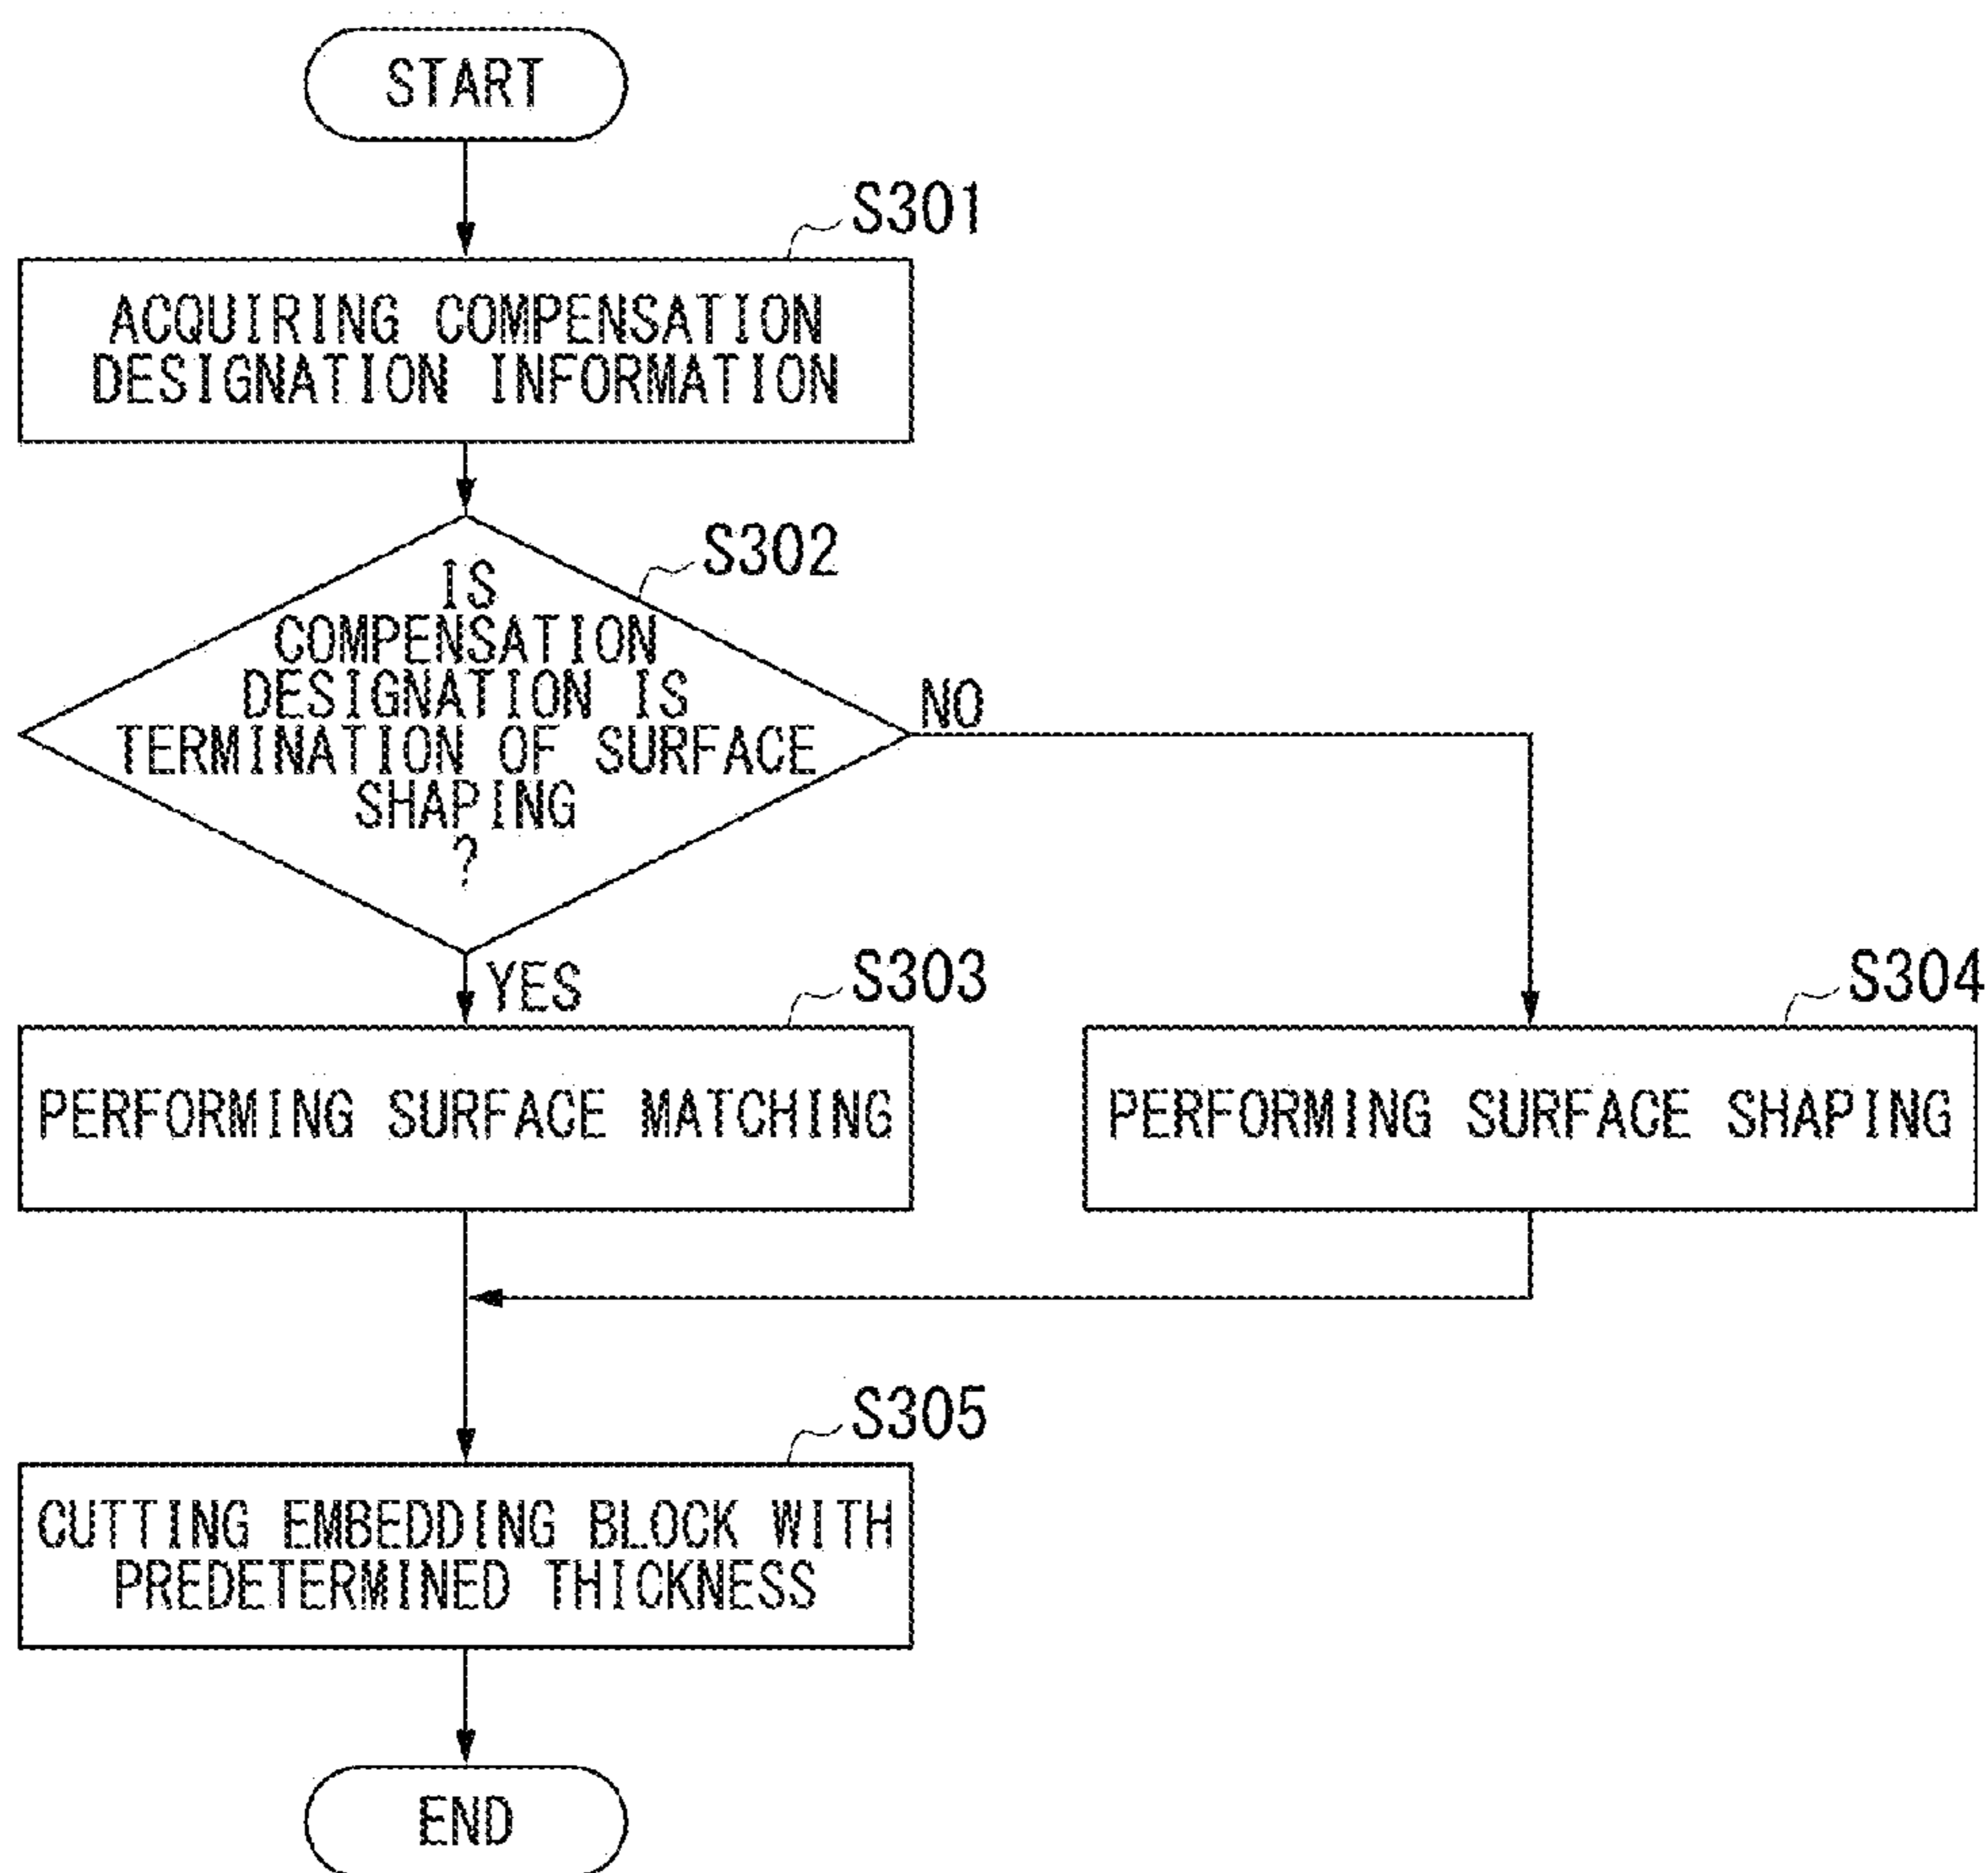 START
S301
ACQUIRING COMPENSATION
DESIGNATION INFORMATION
S302
IS
COMPENSATION
DESIGNATION IS
TERMINATION OF SURFACE
SHAPING
?
NO
YES
S303
PERFORMING SURFACE MATCHING
S304
PERFORMING SURFACE SHAPING
S305
CUTTING EMBEDDING BLOCK WITH
PREDETERMINED THICKNESS
END